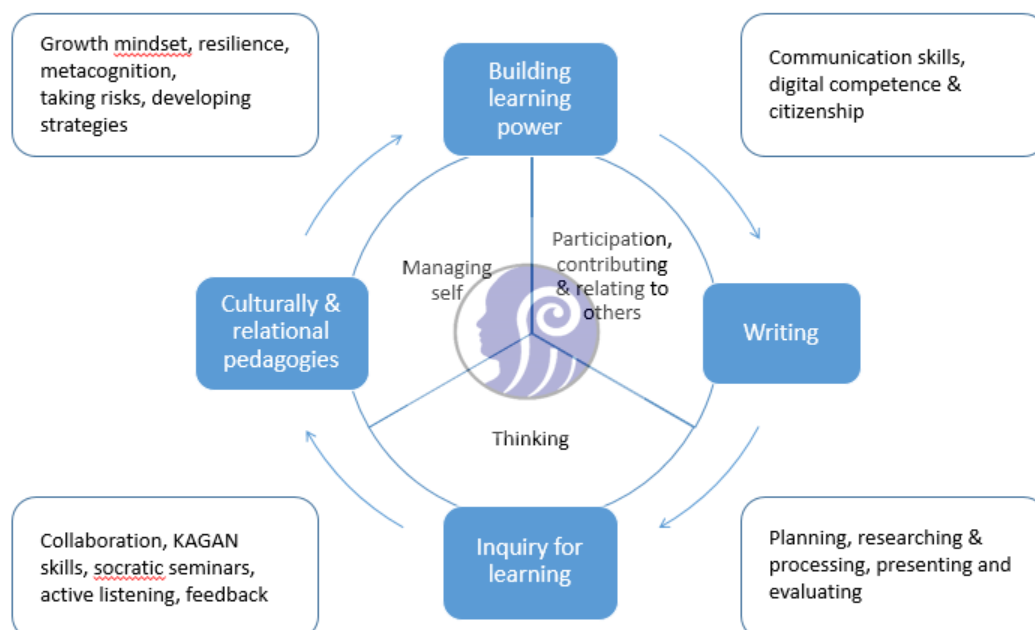 Growth mindset, resilience,
metacognition,
taking risks, developing
strategies
Building
learning
power
Communication skills,
digital competence &
citizenship
Managing
self
Participation,
contributing
& relating to
others
Culturally &
relational
pedagogies
Writing
Thinking
Collaboration, KAGAN
skills, socratic seminars,
active listening, feedback
Inquiry for
learning
Planning, researching &
processing, presenting and
evaluating